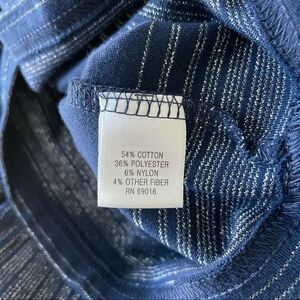 54% COTTON
36% POLYESTER
6% NYLON
4% OTHER FIBER
RN 69016